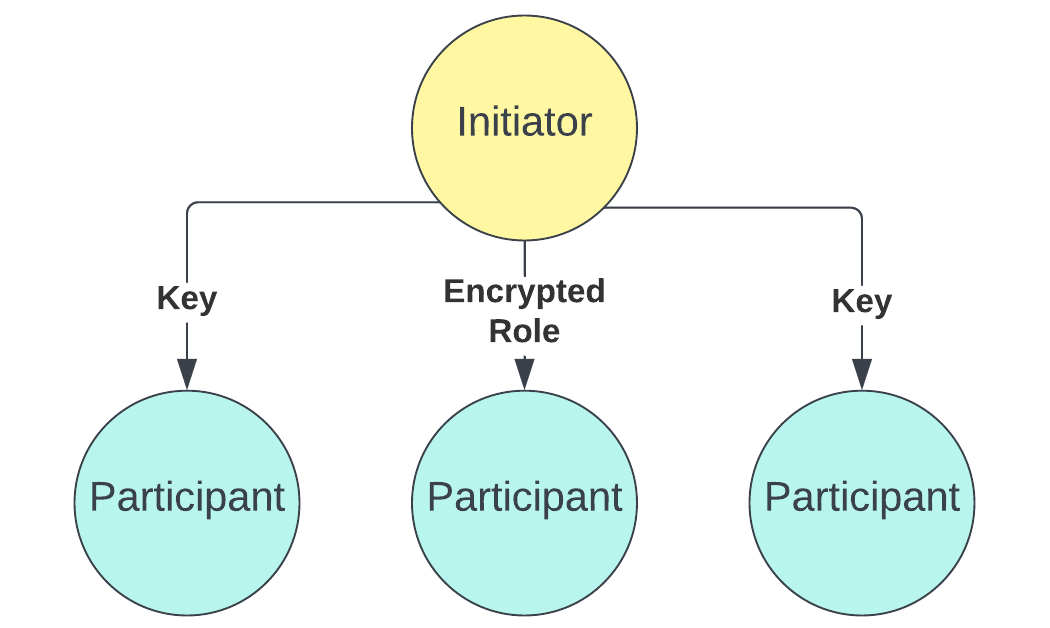 Initiator
Key
Encrypted
Role
Key
Participant
Participant
Participant